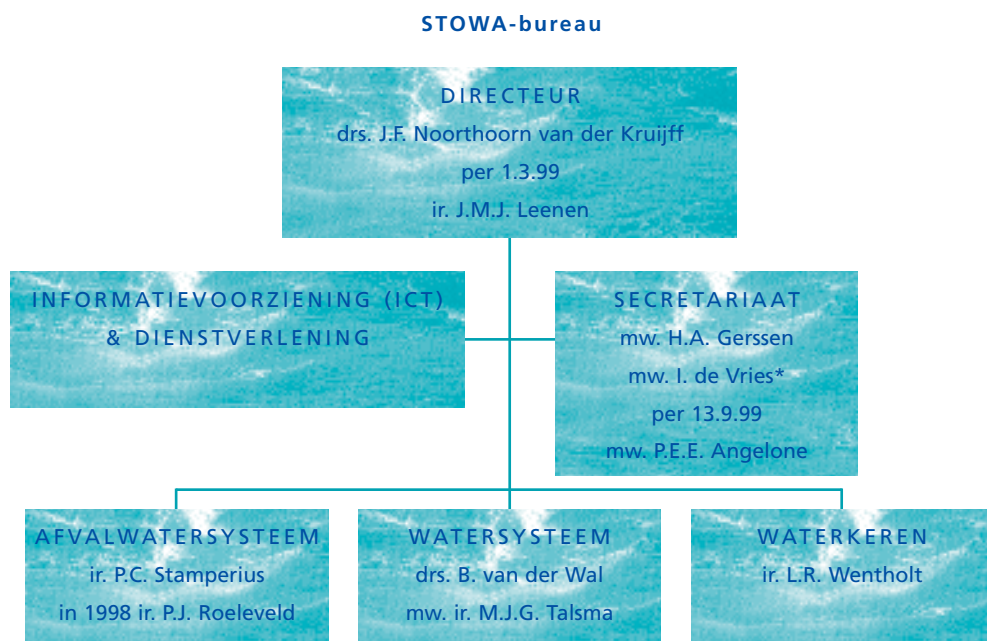 STOWA-bureau
DIRECTEUR
drs. J.F. Noorthoorn van der Kruijff
per 1.3.99
ir. J.M.J. Leenen
INFORMATIEVOORZIENING (ICT)
& DIENSTVERLENING
SECRETARIAAT
mw. H.A. Gerssen
mw. I. de Vries*
per 13.9.99
mw. P.E.E. Angelone
AFVALWATERSYSTEEM
ir. P.C. Stamperius
in 1998 ir. P.J. Roeleveld
WATERSYSTEEM
drs. B. van der Wal
mw. ir. M.J.G. Talsma
WATERKEREN
ir. L.R. Wentholt